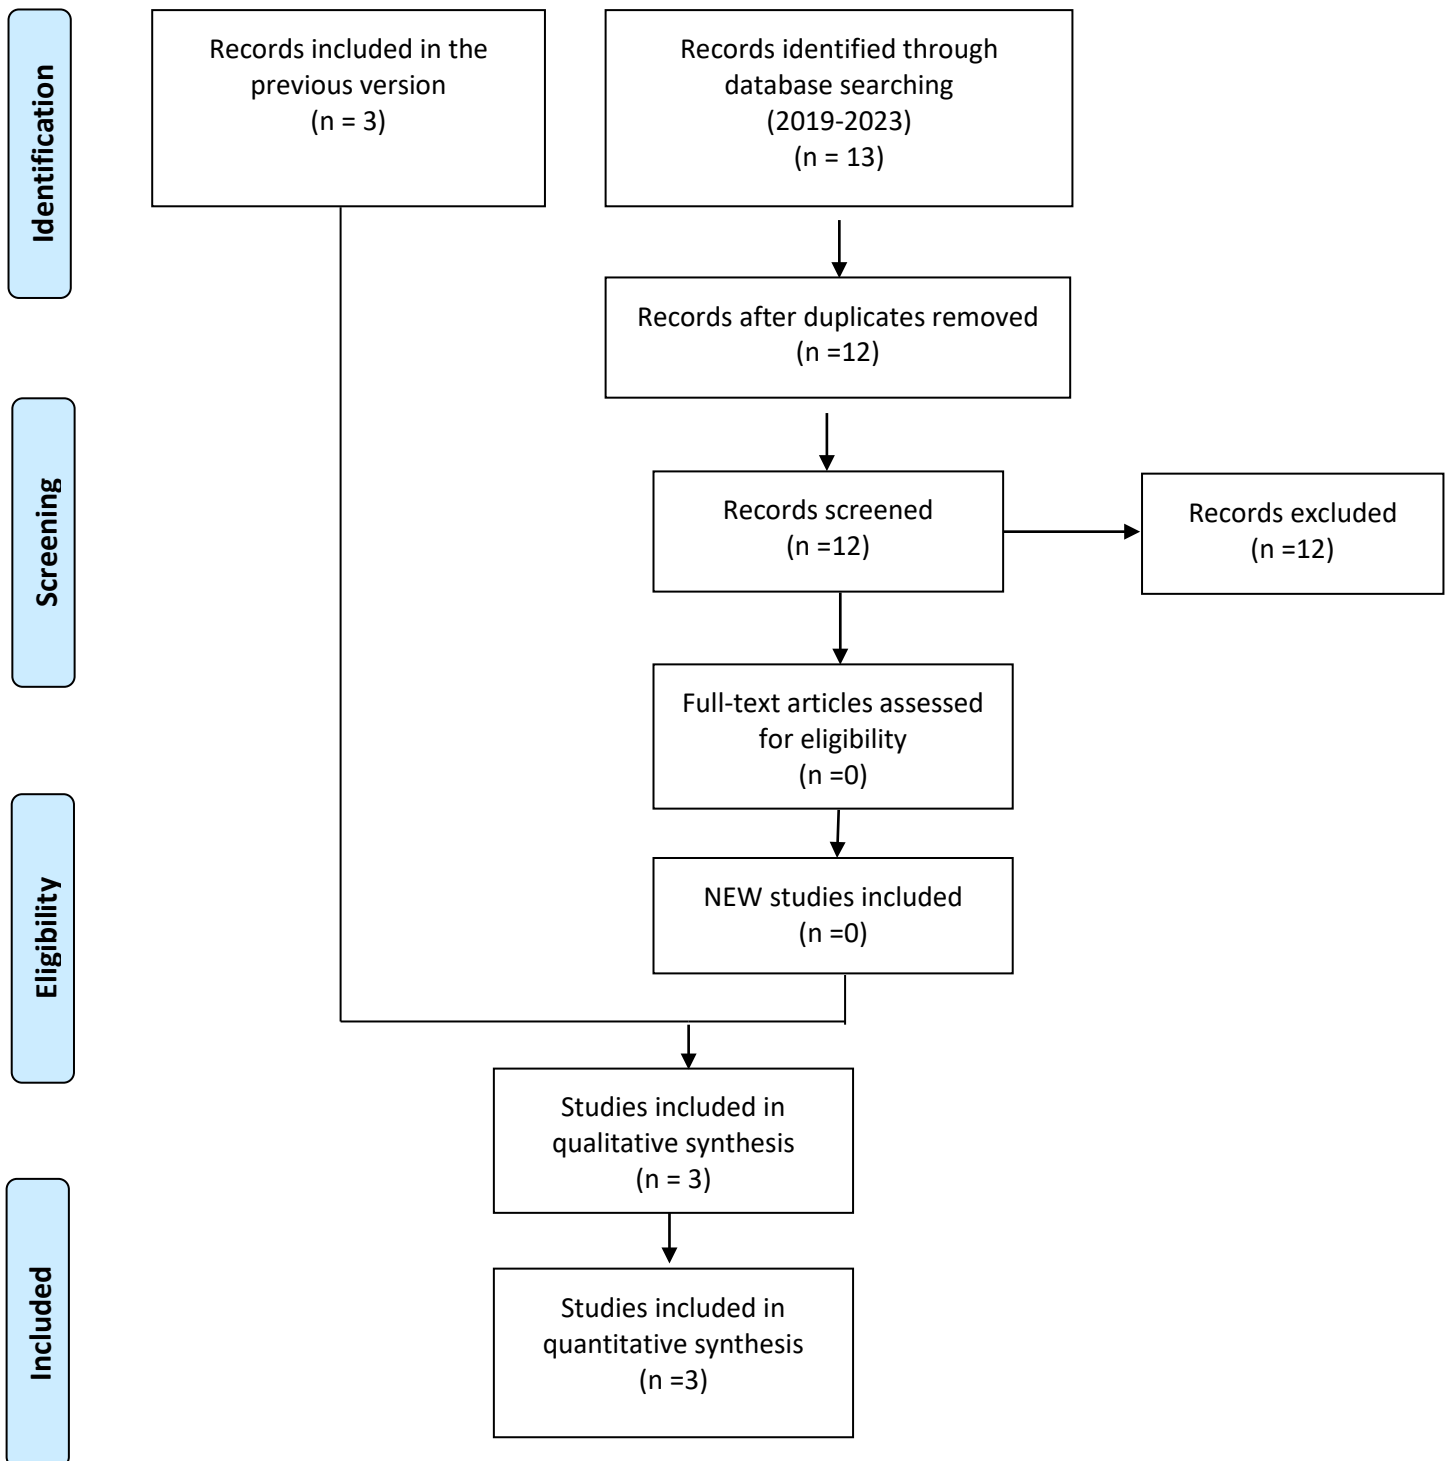 Identification
Records included in the
previous version
(n = 3)
Records identified through
database searching
(2019-2023)
(n = 13)
Records after duplicates removed
(n =12)
Screening
Records screened
(n =12)
Records excluded
(n =12)
Full-text articles assessed
for eligibility
(n =0)
Eligibility
NEW studies included
(n =0)
Studies included in
qualitative synthesis
(n = 3)
Included
Studies included in
quantitative synthesis
(n =3)